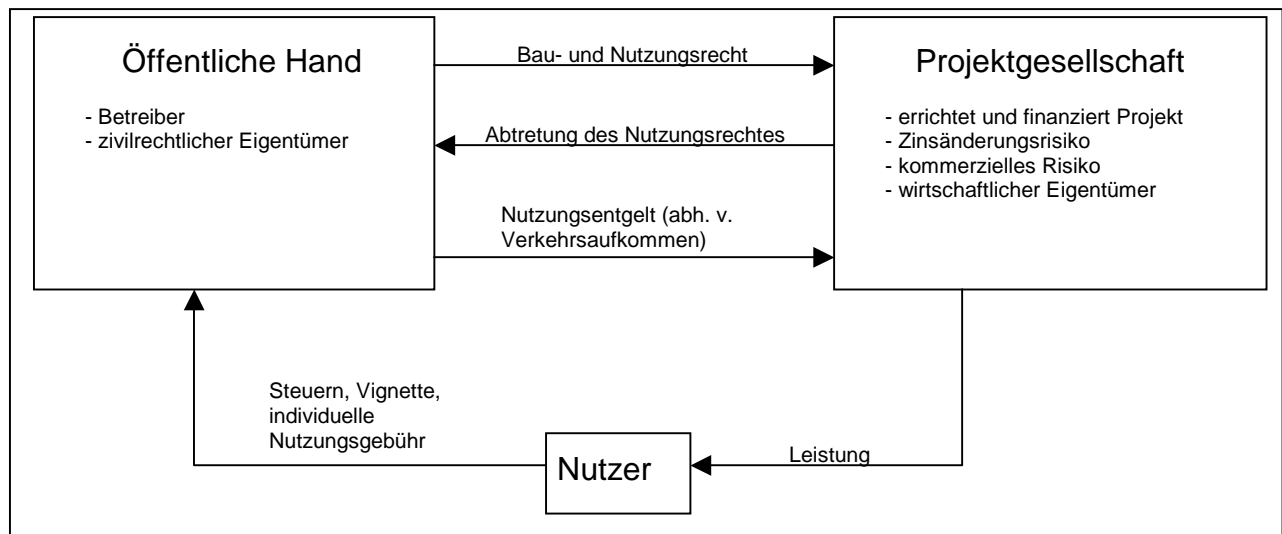 Öffentliche Hand
- Betreiber
- zivilrechtlicher Eigentümer
Bau- und Nutzungsrecht
Abtretung des Nutzungsrechtes
Nutzungsentgelt (abh. v.
Verkehrsaufkommen)
Projektgesellschaft
- errichtet und finanziert Projekt
- Zinsänderungsrisiko
- kommerzielles Risiko
- wirtschaftlicher Eigentümer
Steuern, Vignette,
individuelle
Nutzungsgebühr
Nutzer
Leistung